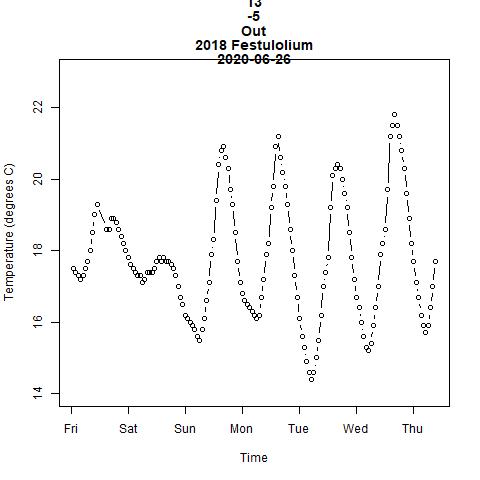 13
-5
Out
2018 Festulolium
2020-06-26
Temperature (degrees C)
22
20
18
16
14
Fri Sat Sun Mon Tue Wed Thu
Time